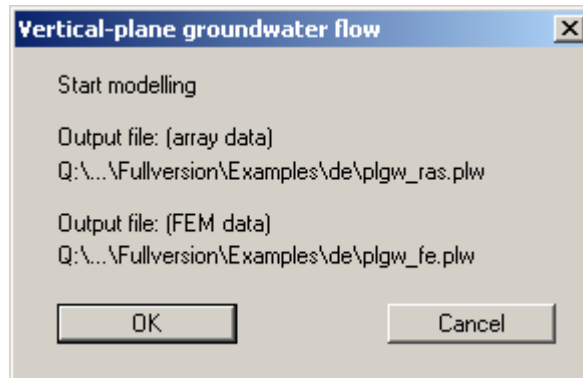 Vertical-plane groundwater flow
Start modelling
Output file: (array data)
Q:\...\Fullversion\Examples\de\plgw_ras.plw
Output file: (FEM data)
Q:\...\Fullversion\Examples\de\plgw_fe.plw
OK
Cancel